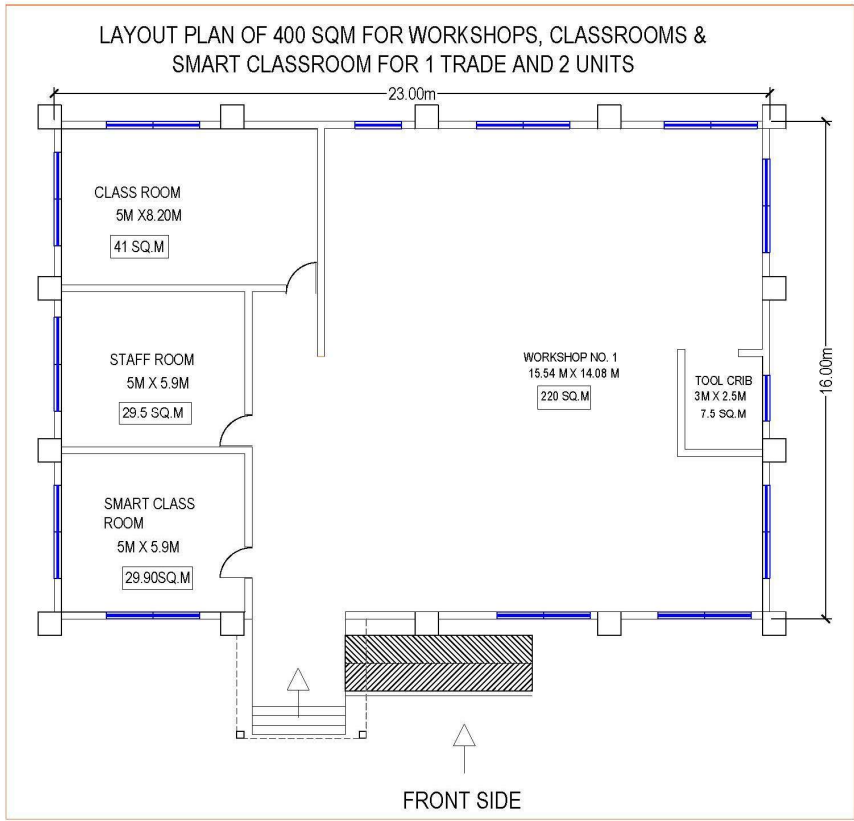 LAYOUT PLAN OF 400 SQM FOR WORKSHOPS, CLASSROOMS &
SMART CLASSROOM FOR 1 TRADE AND 2 UNITS
23.00m
CLASS ROOM
5M X8.20M
41 SQ.M
STAFF ROOM
5M X 5.9M
29.5 SQ.M
WORKSHOP NO. 1
15.54 M X 14.08 M
220 SQ.M
TOOL CRIB
3M X 2.5M
7.5 SQ.M
16.00m
SMART CLASS
ROOM
5M X 5.9M
29.90SQ.M
FRONT SIDE